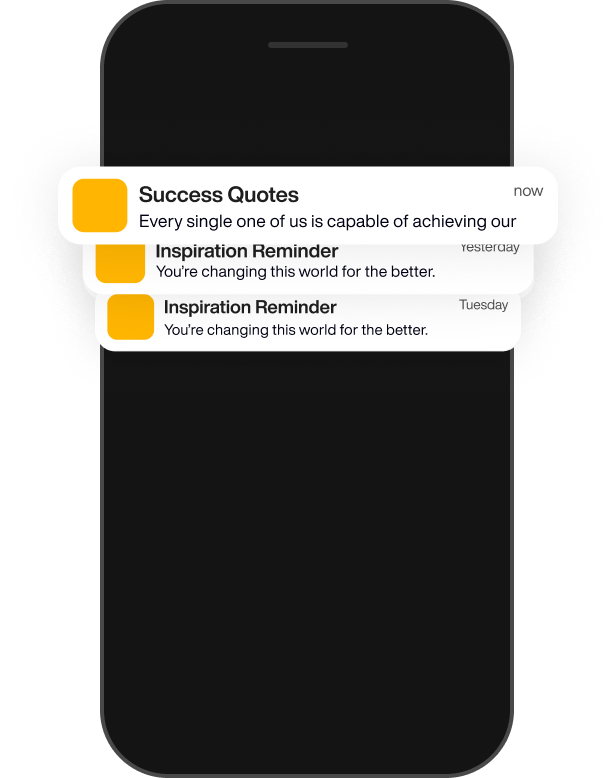 Success Quotes
now
Every single one of us is capable of achieving our
Inspiration Reminder
Yesterday
You’re changing this world for the better.
Inspiration Reminder
Tuesday
You’re changing this world for the better.